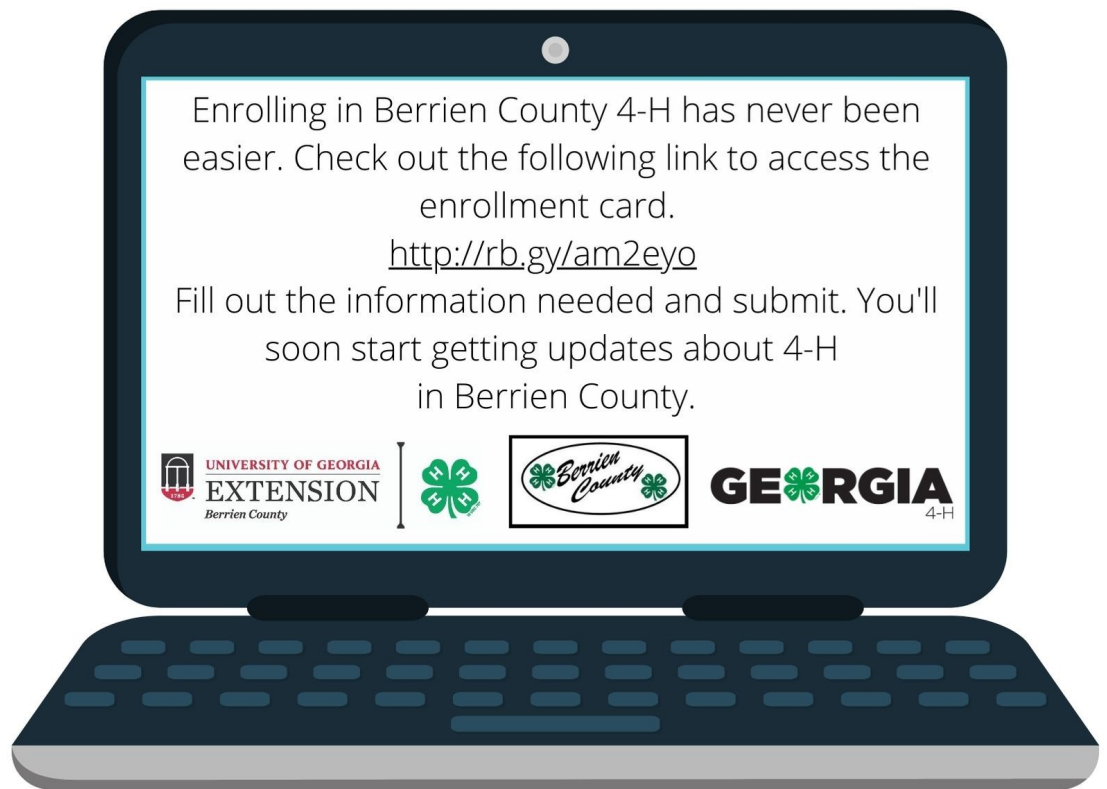 Enrolling in Berrien County 4-H has never been
easier. Check out the following link to access the
enrollment card.
http://rb.gy/am2eyo
Fill out the information needed and submit. You'll
soon start getting updates about 4-H
in Berrien County.
1785
UNIVERSITY OF GEORGIA
EXTENSION
Berrien County
H H
H H
Berrien
County
GEORGIA
4-H